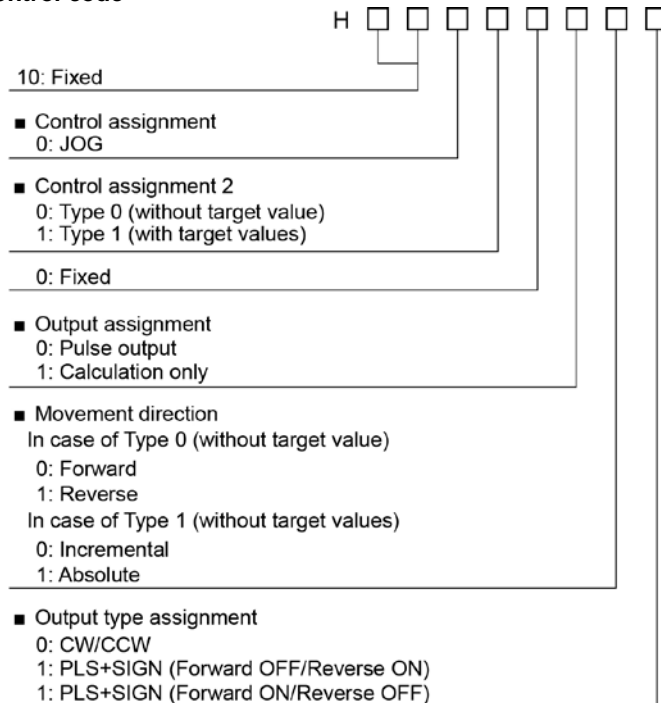 H □ □ □ □ □ □ □ □
10: Fixed
■ Control assignment
0: JOG
■ Control assignment 2
0: Type 0 (without target value)
1: Type 1 (with target values)
0: Fixed
■ Output assignment
0: Pulse output
1: Calculation only
■ Movement direction
In case of Type 0 (without target value)
0: Forward
1: Reverse
In case of Type 1 (without target values)
0: Incremental
1: Absolute
■ Output type assignment
0: CW/CCW
1: PLS+SIGN (Forward OFF/Reverse ON)
1: PLS+SIGN (Forward ON/Reverse OFF)